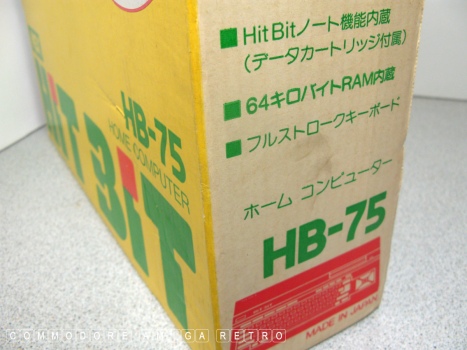 HiT BiT
HB-75
HOME COMPUTER
■ Hit Bitノート機能内蔵
(データカートリッジ付属)
■ 64キロバイトRAM内蔵
■ フルストロークキーボード
ホーム コンピューター
HB-75
MADE IN JAPAN
COMMODORE AMIGA RETRO